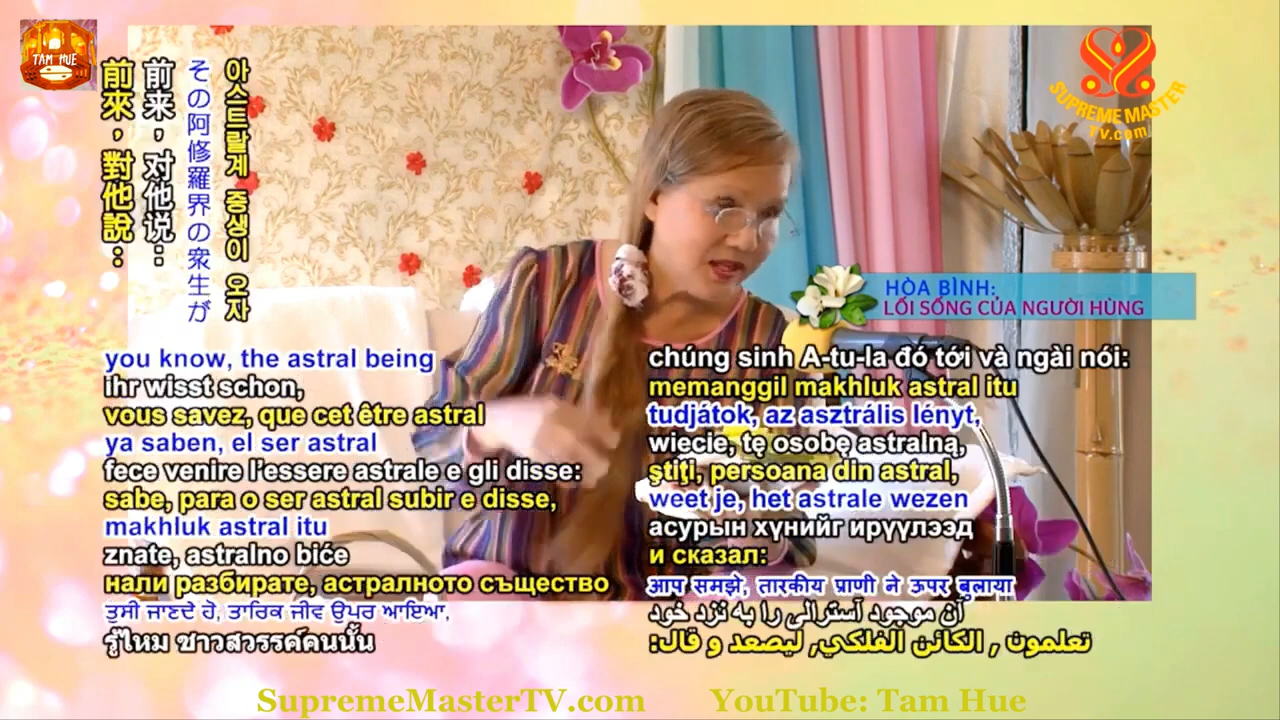 TAM HUE
SUPREME MASTER
TV.com
前來，對他說：
前来，对他说：
その阿修羅界の衆生が
아스트랄계 중생이 오자
HÒA BÌNH:
LỐI SỐNG CỦA NGƯỜI HÙNG
you know, the astral being
ihr wisst schon,
vous savez, que cet être astral
ya saben, el ser astral
fece venire l'essere astrale e gli disse:
sabe, para o ser astral subir e disse,
makhluk astral itu
znate, astralno biće
нали разбирате, астралното същество
ਤੁਸੀ ਜਾਣਦੇ ਹੋ, ਤਾਰਿਕ ਜੀਵ ਉਪਰ ਆਇਆ,
รู้ไหม ชาวสวรรค์คนนั้น
chúng sinh A-tu-la đó tới và ngài nói:
memanggil makhluk astral itu
tudjátok, az asztrális lényt,
wiecie, tę osobę astralną,
ştiţi, persoana din astral,
weet je, het astrale wezen
асурын хүнийг ирүүлээд
и сказал:
आप समझे, तारकीय प्राणी ने ऊपर बुलाया
آن موجود آسترالی را به نزد خود
تعلمون , الكائن الفلكي, ليصعد و قال:
SupremeMasterTV.com
YouTube: Tam Hue